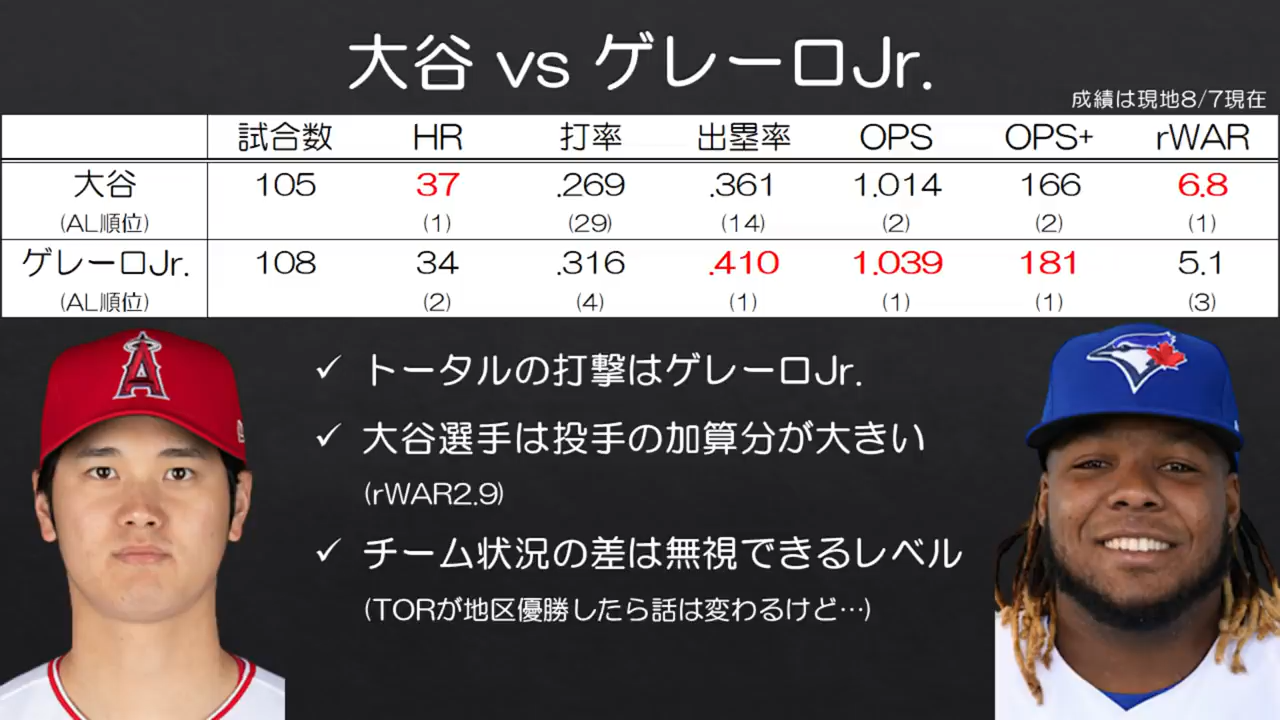 大谷 vs ゲレーロJr.
成績は現地8/7現在
試合数 HR 打率 出塁率 OPS OPS+ rWAR
大谷 105 37 .269 .361 1.014 166 6.8
(AL順位) (1) (29) (14) (2) (2) (1)
ゲレーロJr. 108 34 .316 .410 1.039 181 5.1
(AL順位) (2) (4) (1) (1) (1) (3)
✓ トータルの打撃はゲレーロJr.
✓ 大谷選手は投手の加算分が大きい
(rWAR2.9)
✓ チーム状況の差は無視できるレベル
(TORが地区優勝したら話は変わるけど…)
A